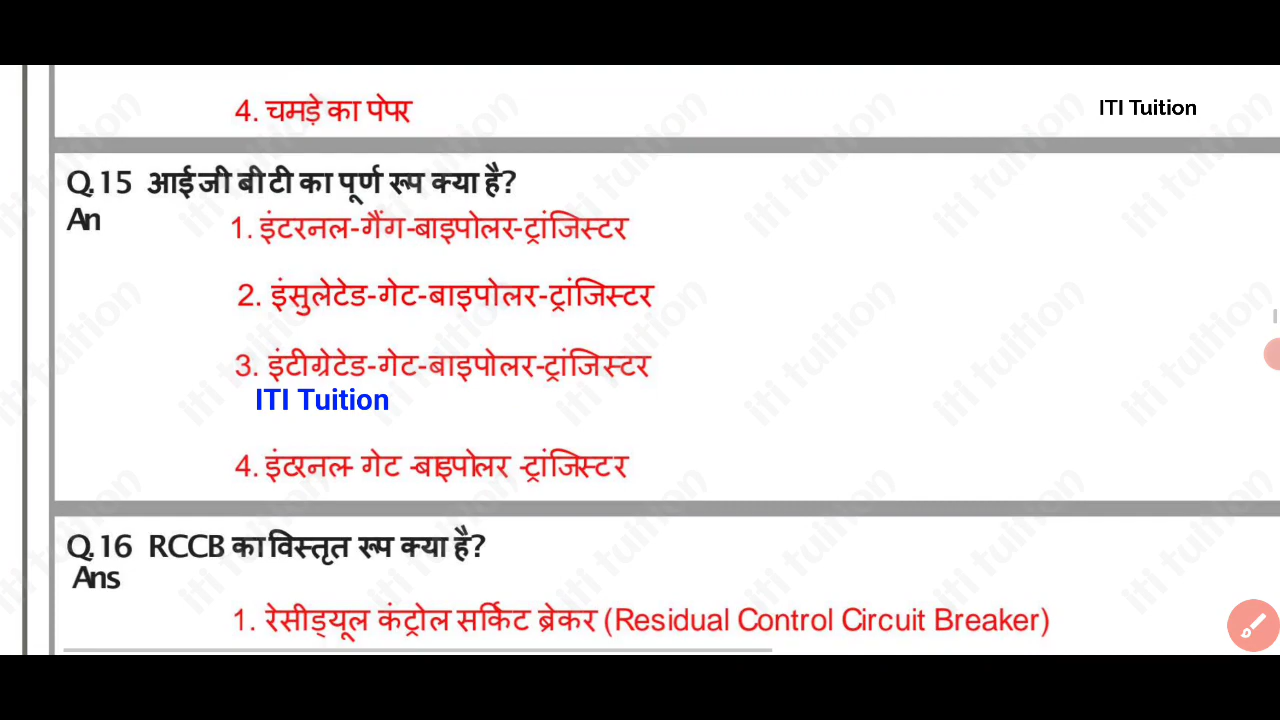 4. चमड़े का पेपर
ITI Tuition
Q.15 आई जी बी टी का पूर्ण रूप क्या है?
An
1. इंटरनल-गैंग-बाइपोलर-ट्रांजिस्टर
2. इंसुलेटेड-गेट-बाइपोलर-ट्रांजिस्टर
3. इंटीग्रेटेड-गेट-बाइपोलर-ट्रांजिस्टर
ITI Tuition
4. इंटरनल- गेट -बाइपोलर -ट्रांजिस्टर
Q.16 RCCB का विस्तृत रूप क्या है?
Ans
1. रेसीड्यूल कंट्रोल सर्किट ब्रेकर (Residual Control Circuit Breaker)